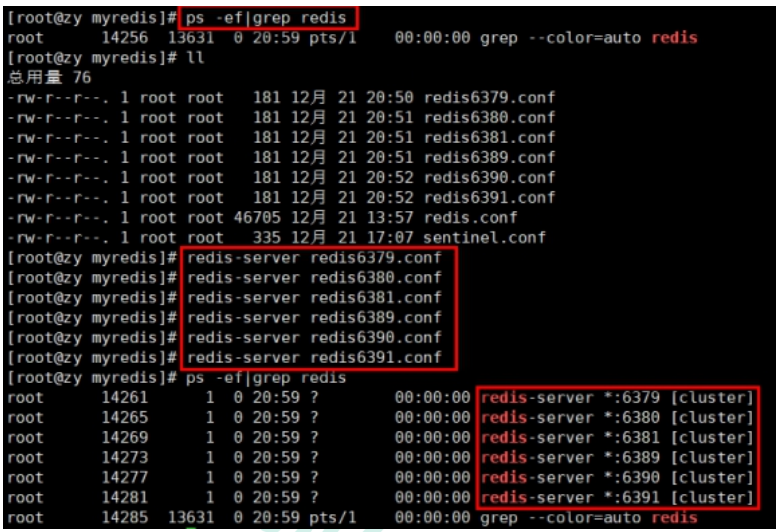 [root@zy myredis]# ps -ef|grep redis
root 14256 13631 0 20:59 pts/1 00:00:00 grep --color=auto redis
[root@zy myredis]# ll
总用量 76
-rw-r--r--. 1 root root 181 12月 21 20:50 redis6379.conf
-rw-r--r--. 1 root root 181 12月 21 20:51 redis6380.conf
-rw-r--r--. 1 root root 181 12月 21 20:51 redis6381.conf
-rw-r--r--. 1 root root 181 12月 21 20:51 redis6389.conf
-rw-r--r--. 1 root root 181 12月 21 20:52 redis6390.conf
-rw-r--r--. 1 root root 181 12月 21 20:52 redis6391.conf
-rw-r--r--. 1 root root 46705 12月 21 13:57 redis.conf
-rw-r--r--. 1 root root 335 12月 21 17:07 sentinel.conf
[root@zy myredis]# redis-server redis6379.conf
[root@zy myredis]# redis-server redis6380.conf
[root@zy myredis]# redis-server redis6381.conf
[root@zy myredis]# redis-server redis6389.conf
[root@zy myredis]# redis-server redis6390.conf
[root@zy myredis]# redis-server redis6391.conf
[root@zy myredis]# ps -ef|grep redis
root 14261 1 0 20:59 ? 00:00:00 redis-server *:6379 [cluster]
root 14265 1 0 20:59 ? 00:00:00 redis-server *:6380 [cluster]
root 14269 1 0 20:59 ? 00:00:00 redis-server *:6381 [cluster]
root 14273 1 0 20:59 ? 00:00:00 redis-server *:6389 [cluster]
root 14277 1 0 20:59 ? 00:00:00 redis-server *:6390 [cluster]
root 14281 1 0 20:59 ? 00:00:00 redis-server *:6391 [cluster]
root 14285 13631 0 20:59 pts/1 00:00:00 grep --color=auto redis